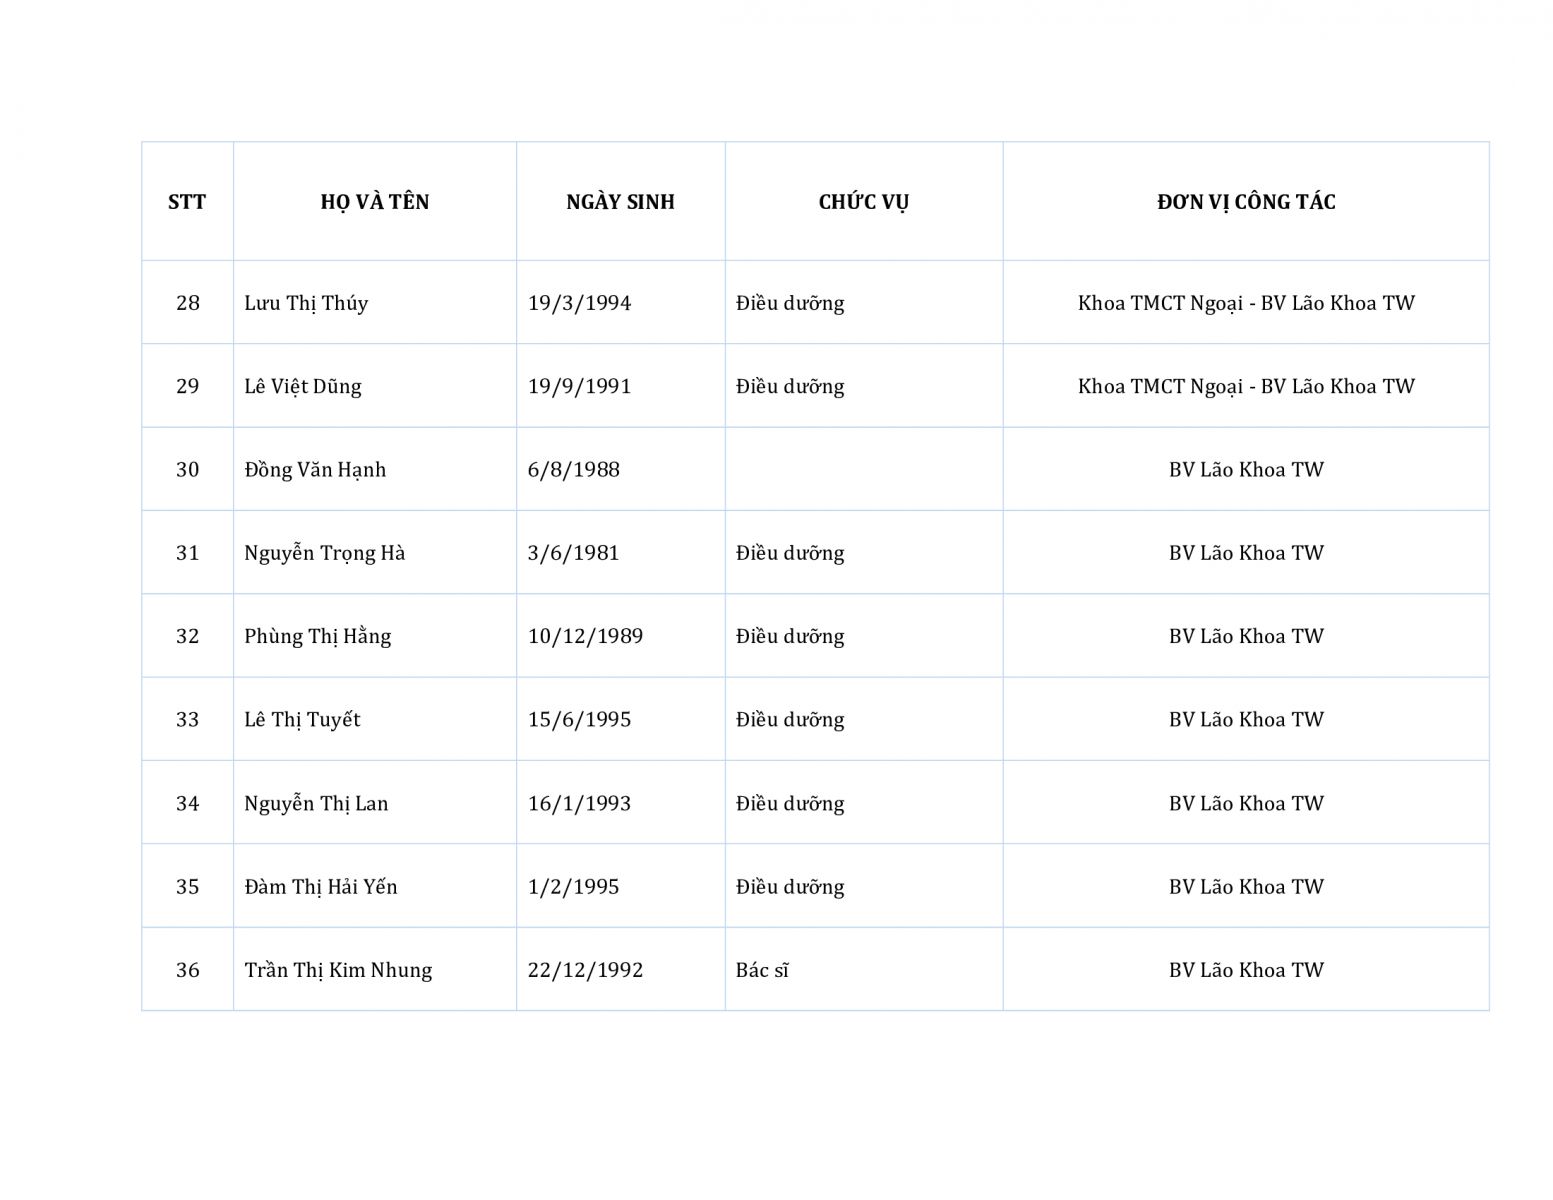 STT HỌ VÀ TÊN NGÀY SINH CHỨC VỤ ĐƠN VỊ CÔNG TÁC
28 Lưu Thị Thúy 19/3/1994 Điều dưỡng Khoa TMCT Ngoại - BV Lão Khoa TW
29 Lê Việt Dũng 19/9/1991 Điều dưỡng Khoa TMCT Ngoại - BV Lão Khoa TW
30 Đồng Văn Hạnh 6/8/1988 BV Lão Khoa TW
31 Nguyễn Trọng Hà 3/6/1981 Điều dưỡng BV Lão Khoa TW
32 Phùng Thị Hằng 10/12/1989 Điều dưỡng BV Lão Khoa TW
33 Lê Thị Tuyết 15/6/1995 Điều dưỡng BV Lão Khoa TW
34 Nguyễn Thị Lan 16/1/1993 Điều dưỡng BV Lão Khoa TW
35 Đàm Thị Hải Yến 1/2/1995 Điều dưỡng BV Lão Khoa TW
36 Trần Thị Kim Nhung 22/12/1992 Bác sĩ BV Lão Khoa TW